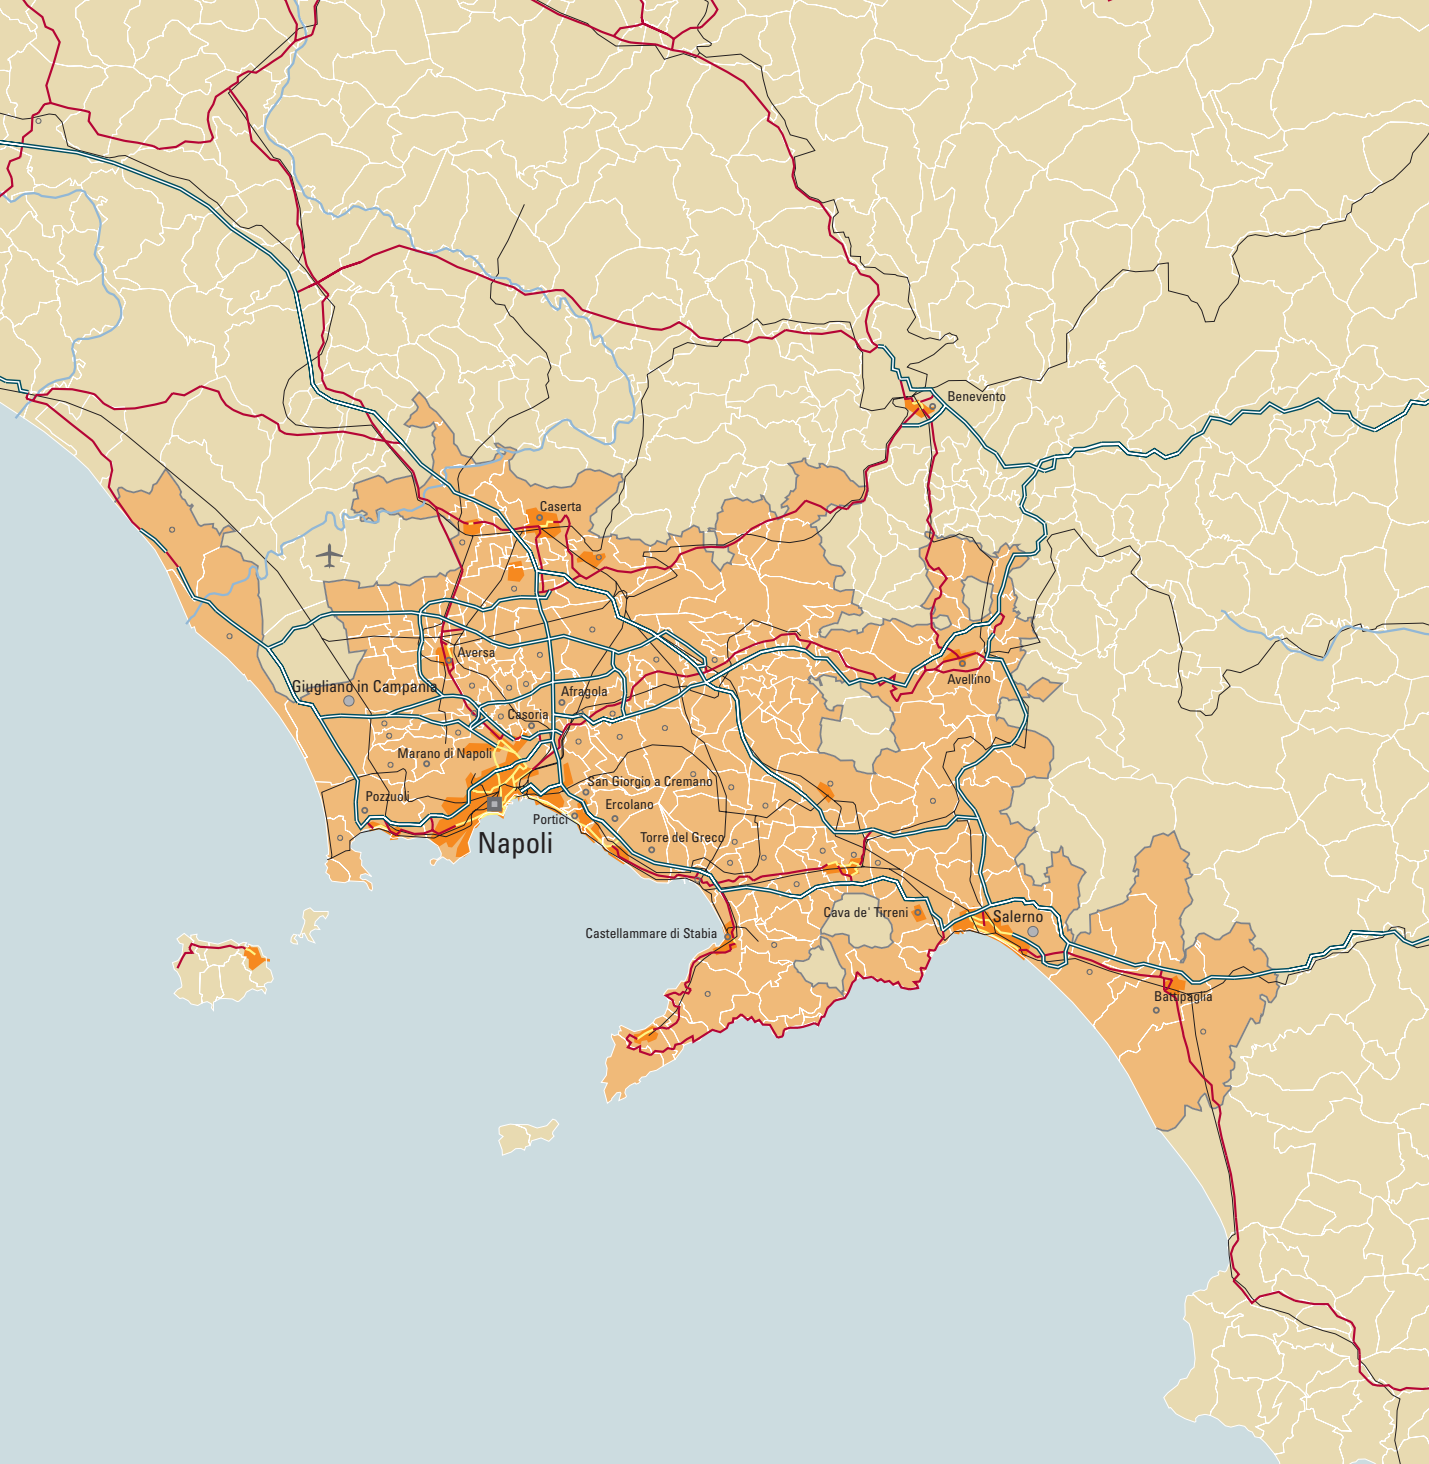 Benevento
Caserta
Aversa
Avellino
Giugliano in Campania
Afragola
Casoria
Marano di Napoli
San Giorgio a Cremano
Pozzuoli
Ercolano
Portici
Napoli
Torre del Greco
Cava de' Tirreni
Salerno
Castellammare di Stabia
Battipaglia